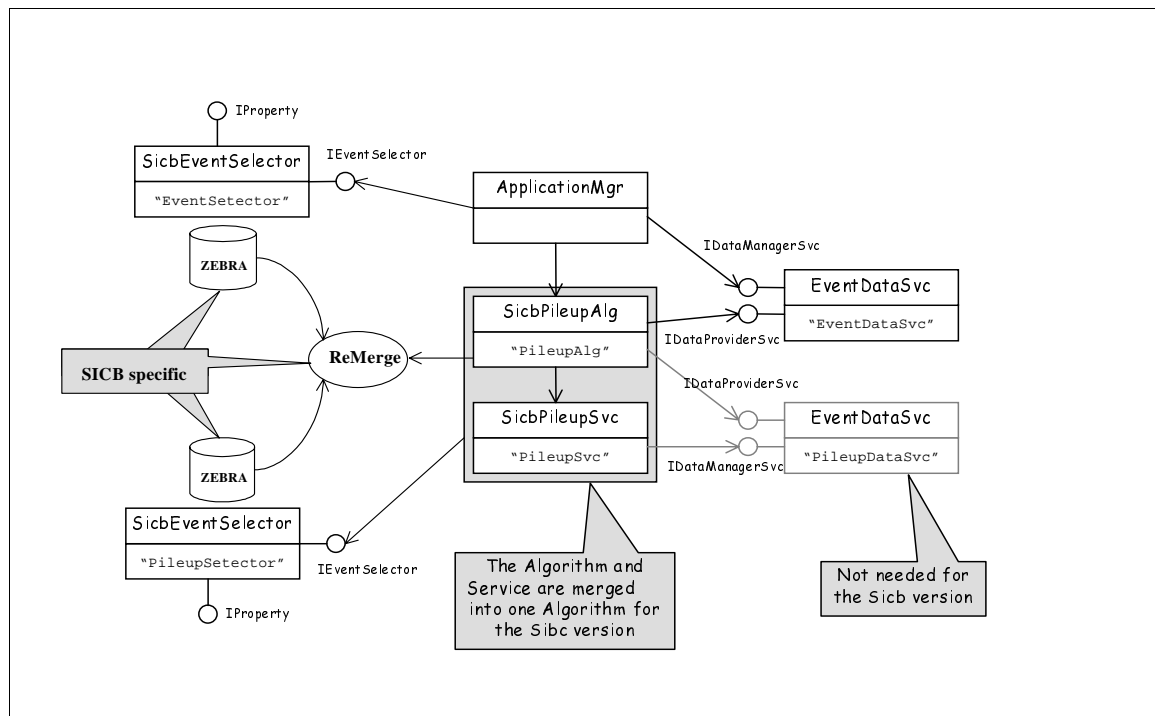 IProperty
SicbEventSelector
IEventSelector
"EventSetector"
ApplicationMgr
ZEBRA
IDataManagerSvc
EventDataSvc
"EventDataSvc"
SicbPileupAlg
"PileupAlg"
IDataProviderSvc
ReMerge
SICB specific
IDataProviderSvc
SicbPileupSvc
"PileupSvc"
EventDataSvc
"PileupDataSvc"
IDataManagerSvc
ZEBRA
SicbEventSelector
"PileupSetector"
IEventSelector
IProperty
The Algorithm and
Service are merged
into one Algorithm for
the Sibc version
Not needed for
the Sicb version